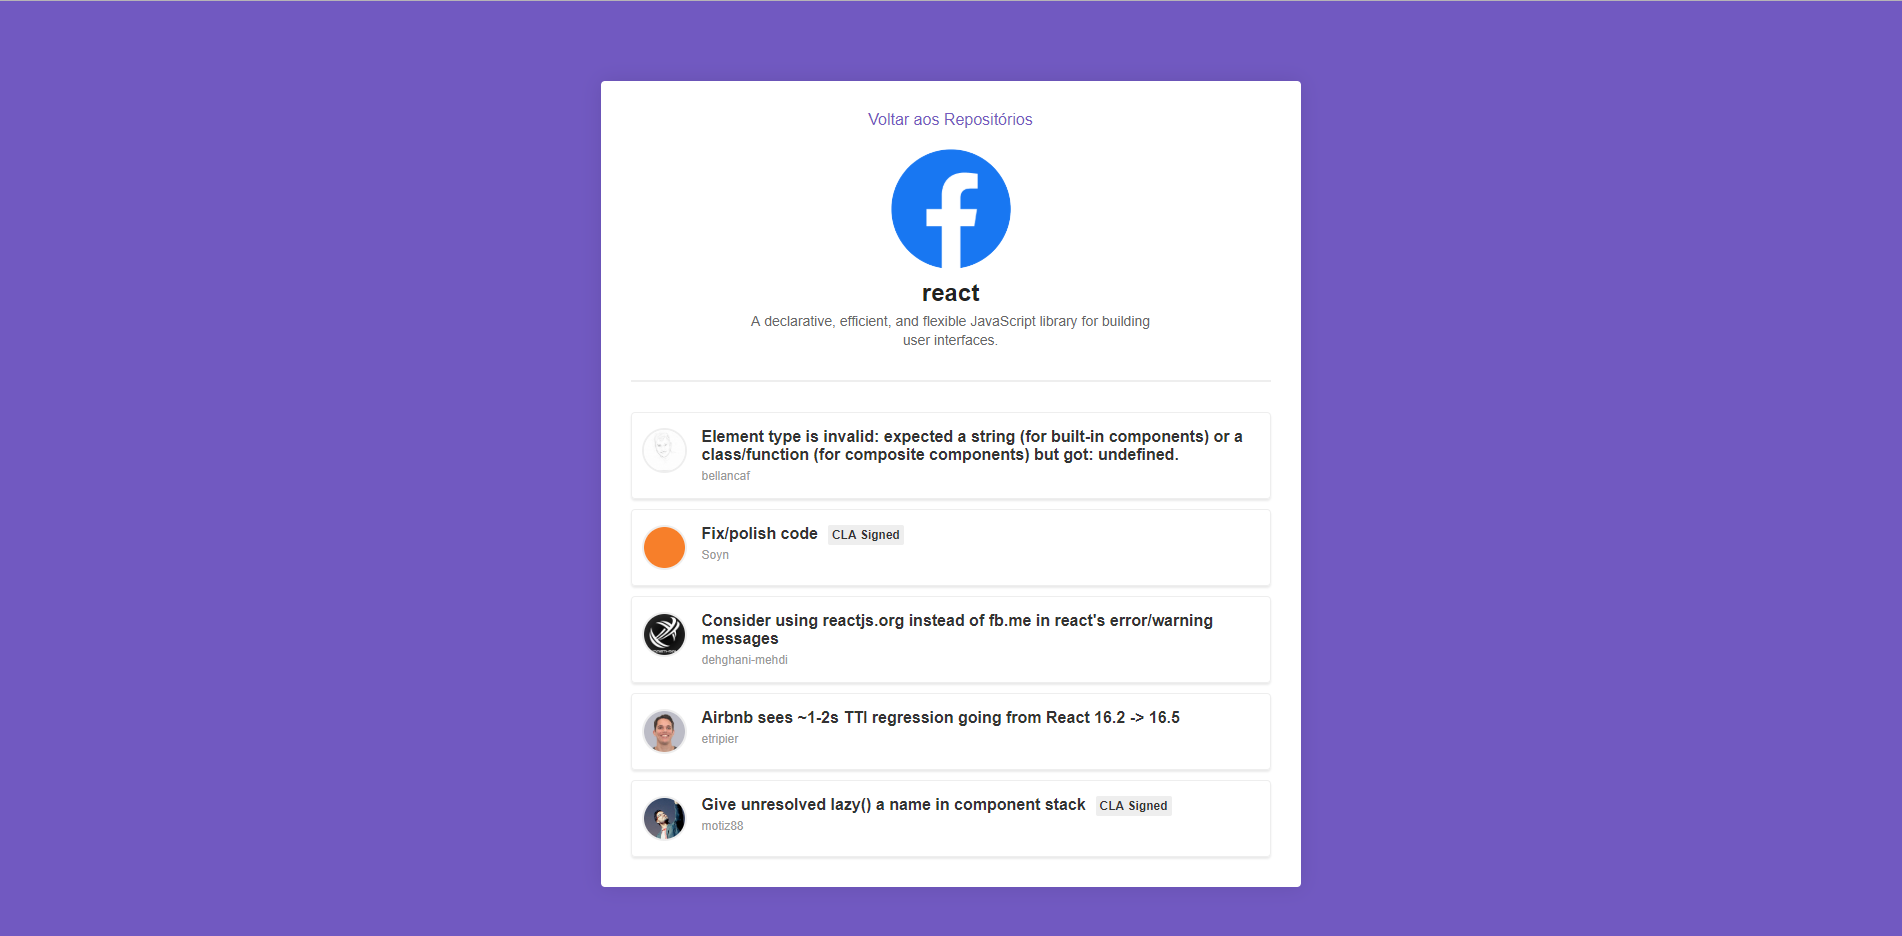 Voltar aos Repositórios
react
A declarative, efficient, and flexible JavaScript library for building
user interfaces.
Element type is invalid: expected a string (for built-in components) or a
class/function (for composite components) but got: undefined.
bellancaf
Fix/polish code CLA Signed
Soyn
Consider using reactjs.org instead of fb.me in react's error/warning
messages
dehghani-mehdi
Airbnb sees ~1-2s TTI regression going from React 16.2 -> 16.5
etripier
Give unresolved lazy() a name in component stack CLA Signed
motiz88